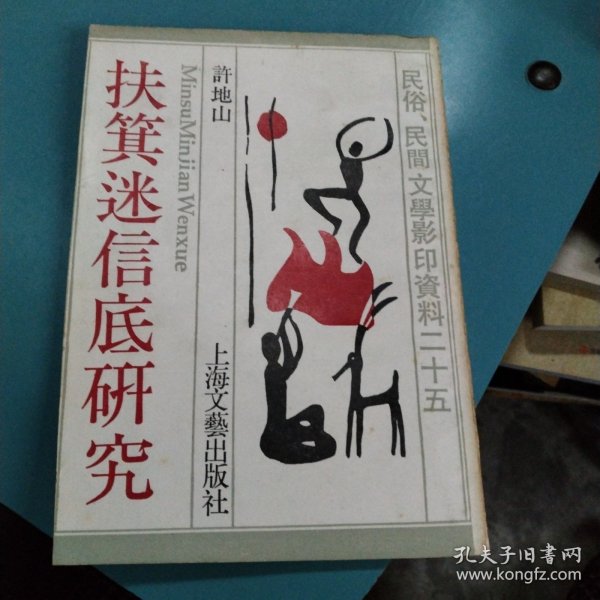 民俗、民間文學影印資料二十五
許地山
MinsuMinjianWenxue
扶箕迷信底研究
上海文藝出版社
孔夫子旧书网
www.kongfz.com